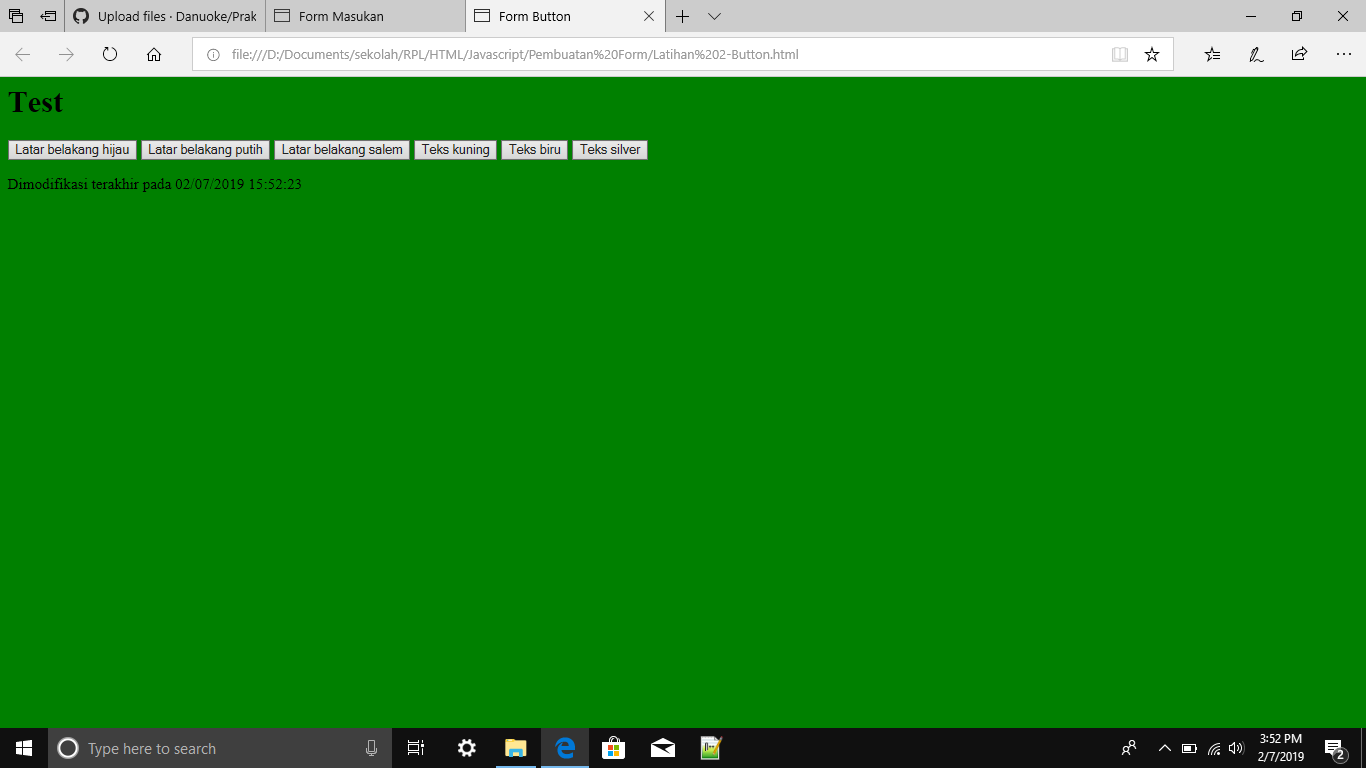 Upload files · Danuoke/Prak
Form Masukan
Form Button
file:///D:/Documents/sekolah/RPL/HTML/Javascript/Pembuatan%20Form/Latihan%202-Button.html
Test
Latar belakang hijau Latar belakang putih Latar belakang salem Teks kuning Teks biru Teks silver
Dimodifikasi terakhir pada 02/07/2019 15:52:23
Type here to search
3:52 PM
2/7/2019
2